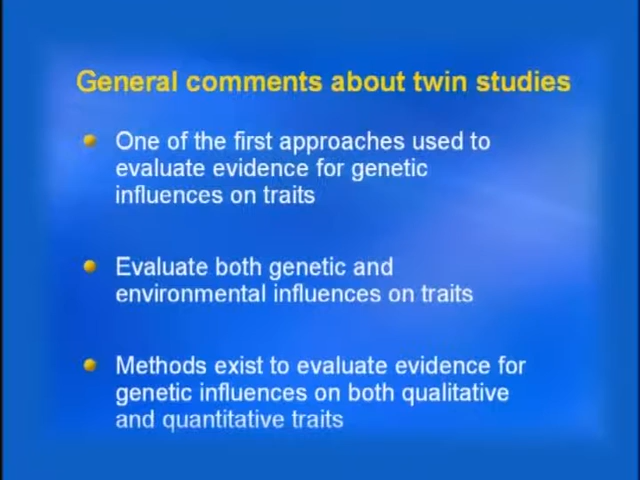 General comments about twin studies
One of the first approaches used to
evaluate evidence for genetic
influences on traits
Evaluate both genetic and
environmental influences on traits
Methods exist to evaluate evidence for
genetic influences on both qualitative
and quantitative traits